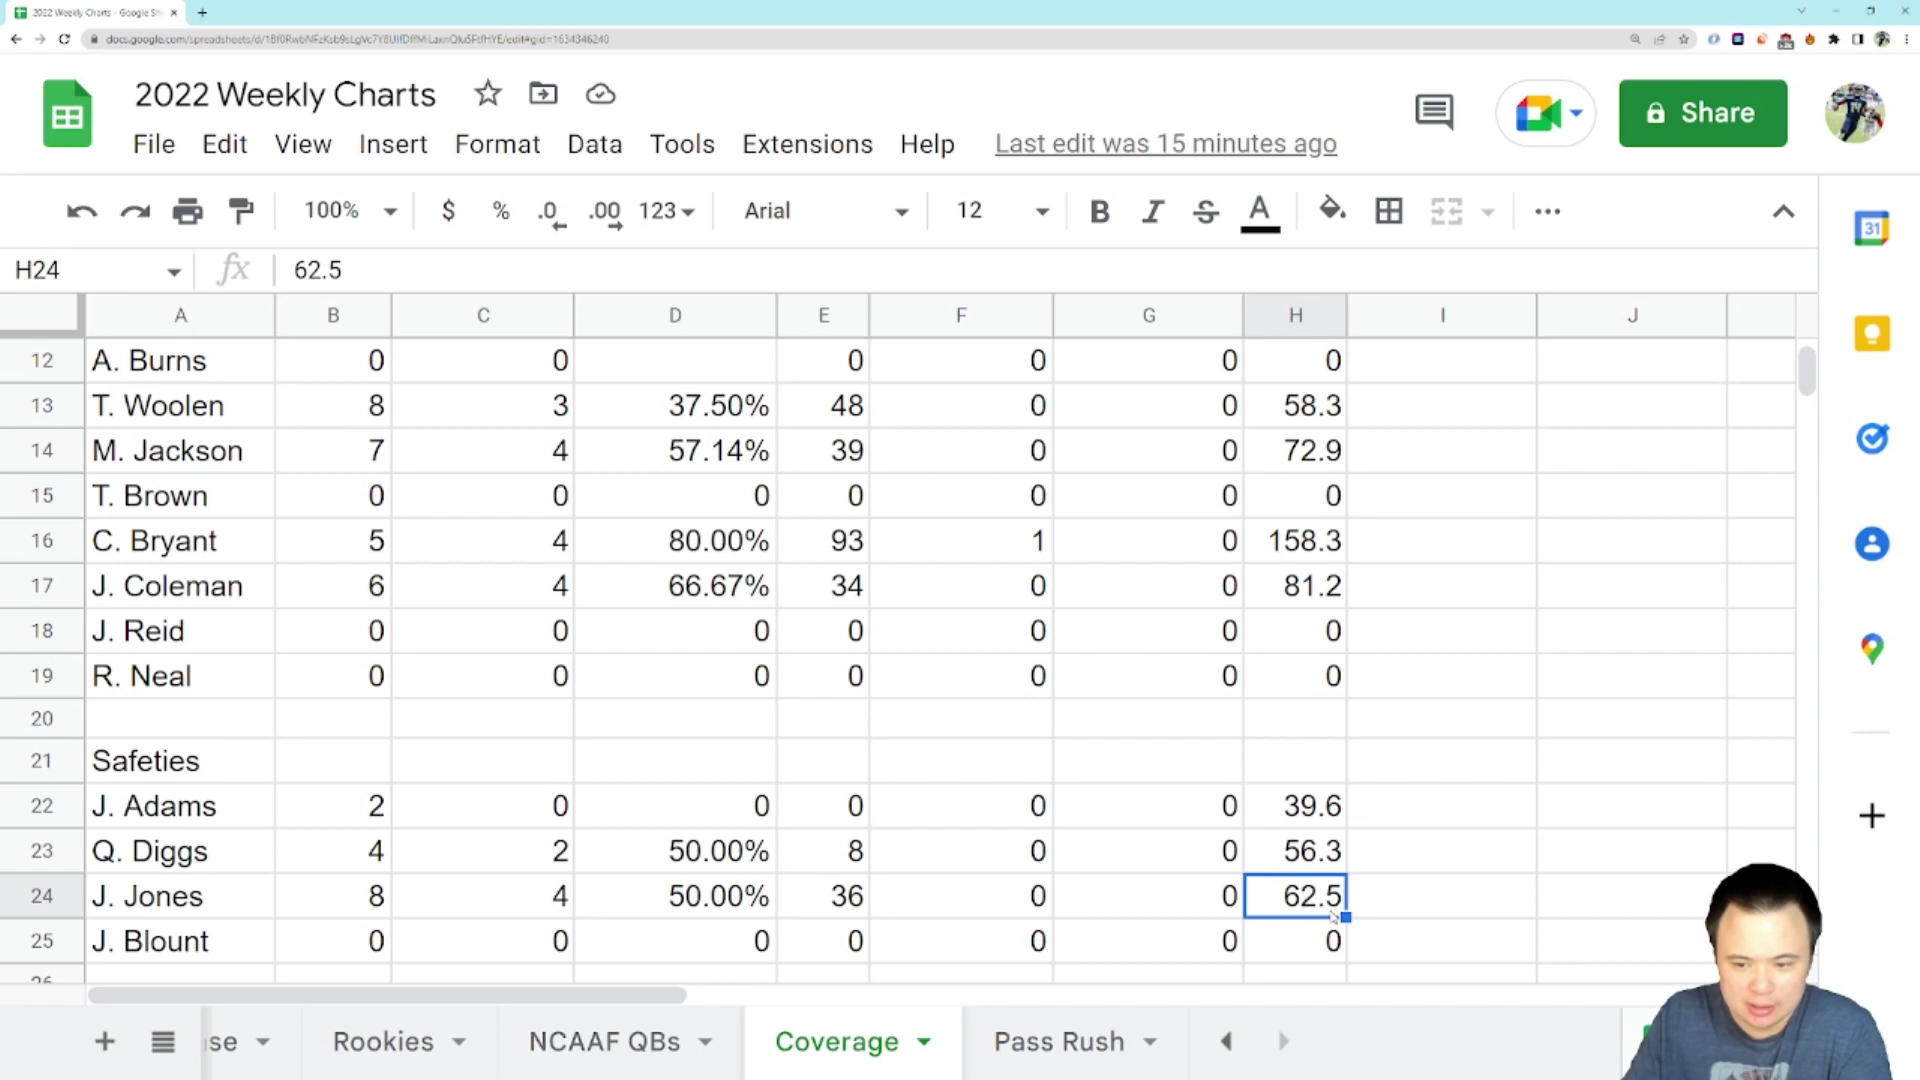 2022 Weekly Charts - Google She
docs.google.com/spreadsheets/d/
2022 Weekly Charts
File Edit View Insert Format Data Tools Extensions Help Last edit was 15 minutes ago
Share
100% $ % .0 .00 123 Arial 12 B I S A
31
H24 fx 62.5
A B C D E F G H I J
12 A. Burns 0 0 0 0 0 0
13 T. Woolen 8 3 37.50% 48 0 0 58.3
14 M. Jackson 7 4 57.14% 39 0 0 72.9
15 T. Brown 0 0 0 0 0 0 0
16 C. Bryant 5 4 80.00% 93 1 0 158.3
17 J. Coleman 6 4 66.67% 34 0 0 81.2
18 J. Reid 0 0 0 0 0 0 0
19 R. Neal 0 0 0 0 0 0 0
20
21 Safeties
22 J. Adams 2 0 0 0 0 0 39.6
23 Q. Diggs 4 2 50.00% 8 0 0 56.3
24 J. Jones 8 4 50.00% 36 0 0 62.5
25 J. Blount 0 0 0 0 0 0 0
26
se Rookies NCAAF QBs Coverage Pass Rush